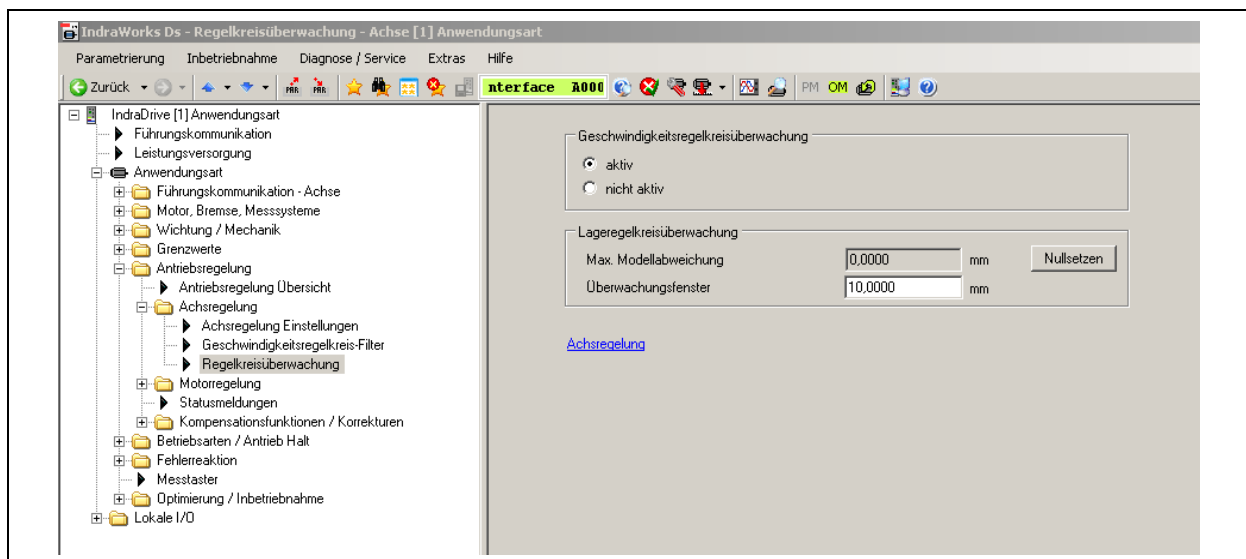 IndraWorks Ds - Regelkreisüberwachung - Achse [1] Anwendungsart
Parametrierung Inbetriebnahme Diagnose / Service Extras Hilfe
Zurück PAR PAR nterface A000 PM OM
IndraDrive [1] Anwendungsart
Führungskommunikation
Leistungsversorgung
Anwendungsart
Führungskommunikation - Achse
Motor, Bremse, Messsysteme
Wichtung / Mechanik
Grenzwerte
Antriebsregelung
Antriebsregelung Übersicht
Achsregelung
Achsregelung Einstellungen
Geschwindigkeitsregelkreis-Filter
Regelkreisüberwachung
Motorregelung
Statusmeldungen
Kompensationsfunktionen / Korrekturen
Betriebsarten / Antrieb Halt
Fehlerreaktion
Messtaster
Optimierung / Inbetriebnahme
Lokale I/O
Geschwindigkeitsregelkreisüberwachung
aktiv
nicht aktiv
Lageregelkreisüberwachung
Max. Modellabweichung 0,0000 mm Nullsetzen
Überwachungsfenster 10,0000 mm
Achsregelung